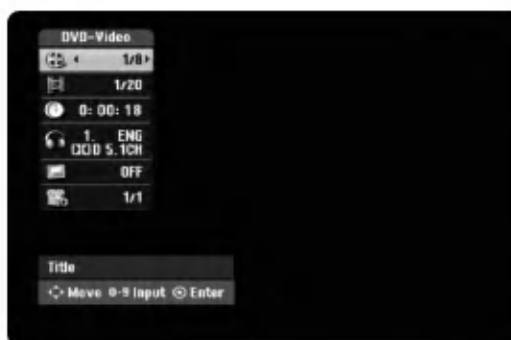 DVD-Video
1/8
1/20
0: 00: 18
1. ENG
D 5.1CH
OFF
1/1
Title
Move 0-9 Input Enter